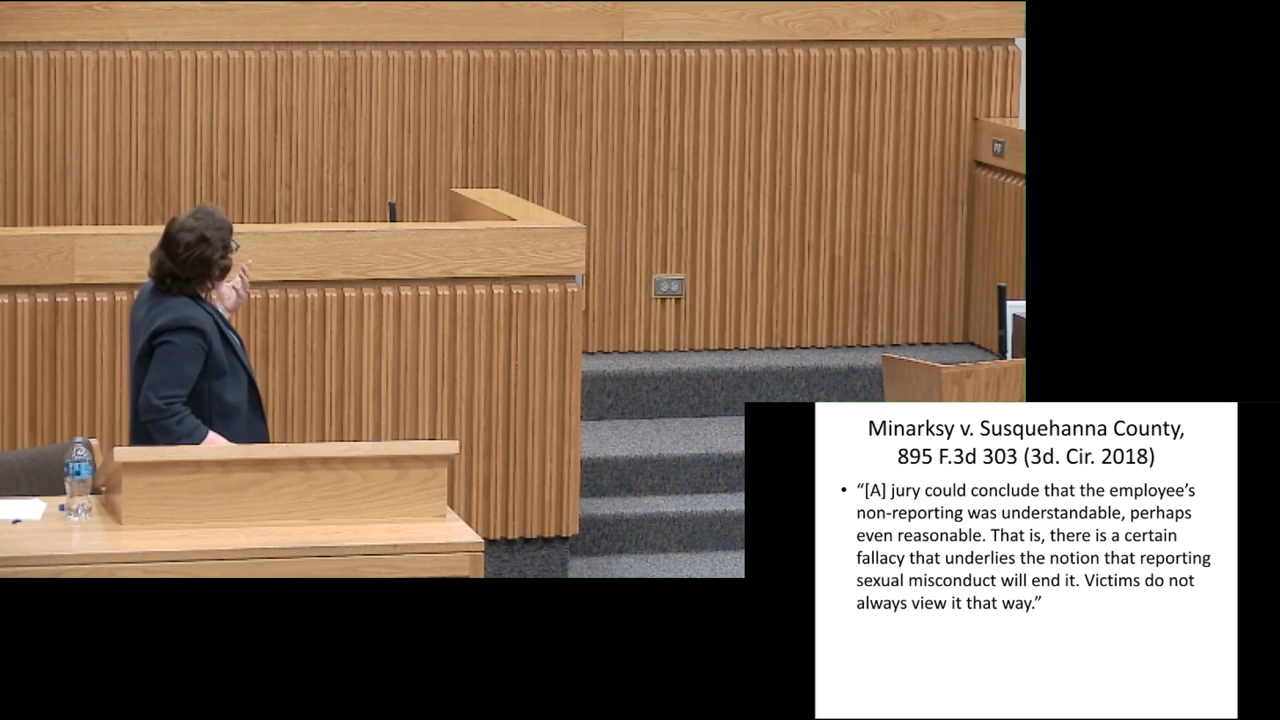 Minarksy v. Susquehanna County,
895 F.3d 303 (3d. Cir. 2018)
• “[A] jury could conclude that the employee’s
non-reporting was understandable, perhaps
even reasonable. That is, there is a certain
fallacy that underlies the notion that reporting
sexual misconduct will end it. Victims do not
always view it that way.”